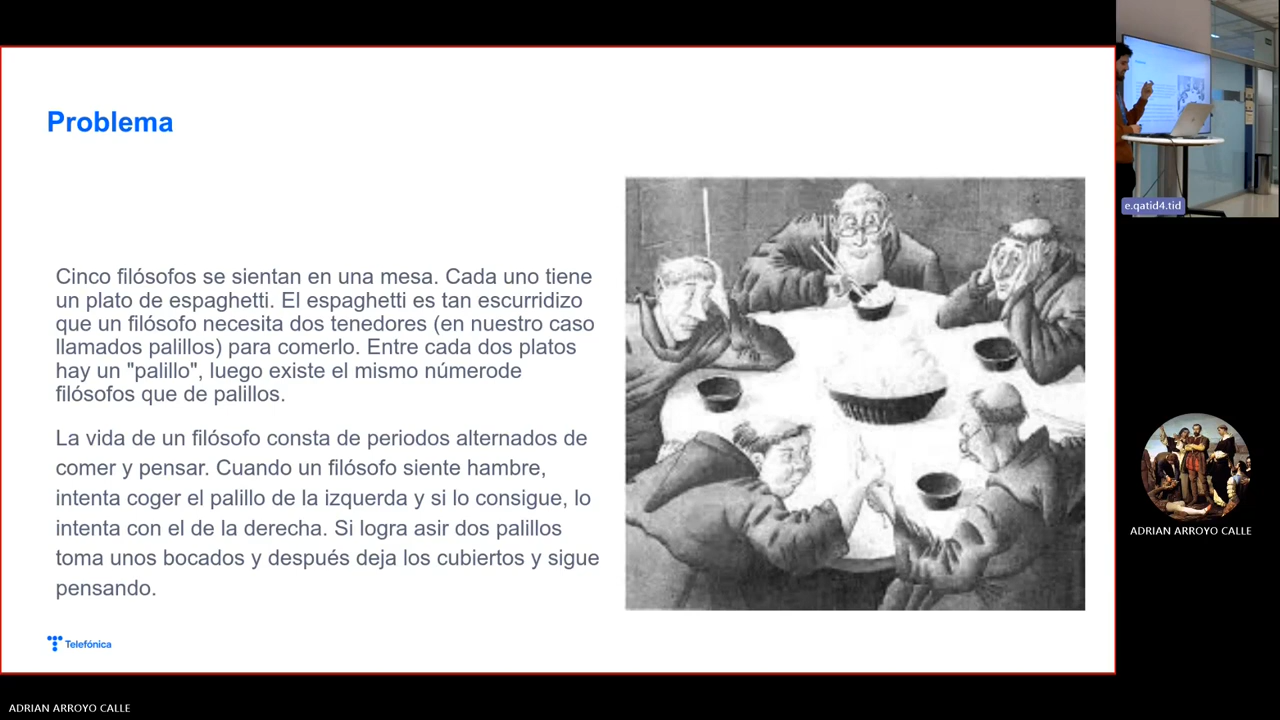 Problema
Cinco filósofos se sientan en una mesa. Cada uno tiene
un plato de espaghetti. El espaghetti es tan escurridizo
que un filósofo necesita dos tenedores (en nuestro caso
llamados palillos) para comerlo. Entre cada dos platos
hay un "palillo", luego existe el mismo númerode
filósofos que de palillos.
La vida de un filósofo consta de periodos alternados de
comer y pensar. Cuando un filósofo siente hambre,
intenta coger el palillo de la izquerda y si lo consigue, lo
intenta con el de la derecha. Si logra asir dos palillos
toma unos bocados y después deja los cubiertos y sigue
pensando.
Telefónica
e.qatid4.tid
ADRIAN ARROYO CALLE
ADRIAN ARROYO CALLE